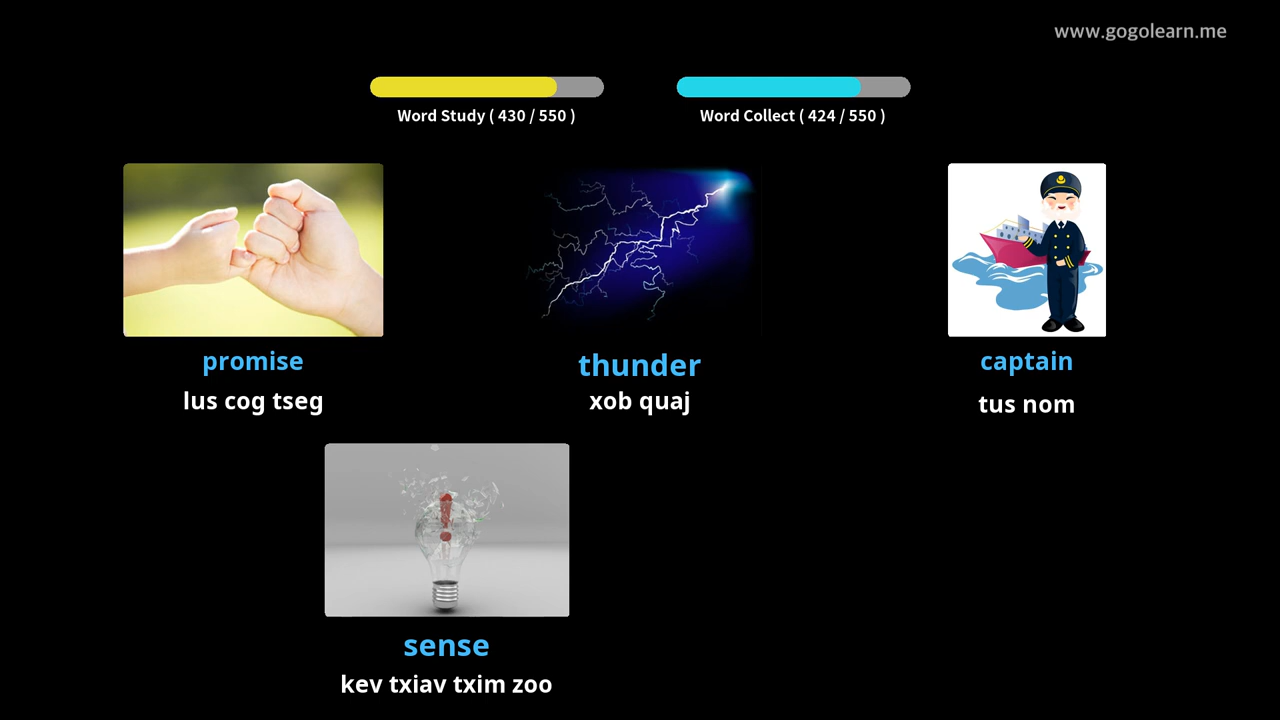 www.gogolearn.me
Word Study ( 430 / 550 )
Word Collect ( 424 / 550 )
promise
lus cog tseg
thunder
xob quaj
captain
tus nom
sense
kev txiav txim zoo